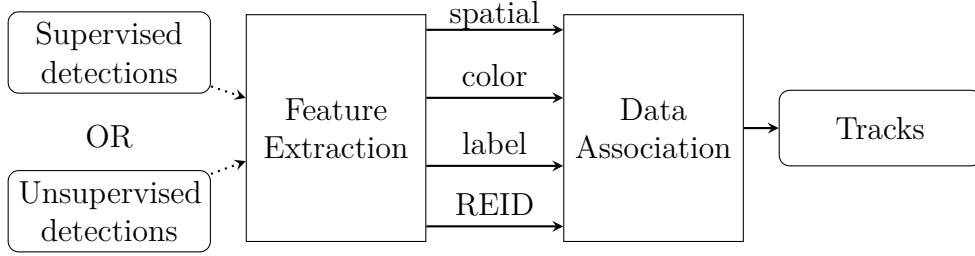 Supervised
detections
OR
Unsupervised
detections
Feature
Extraction
spatial
color
label
REID
Data
Association
Tracks